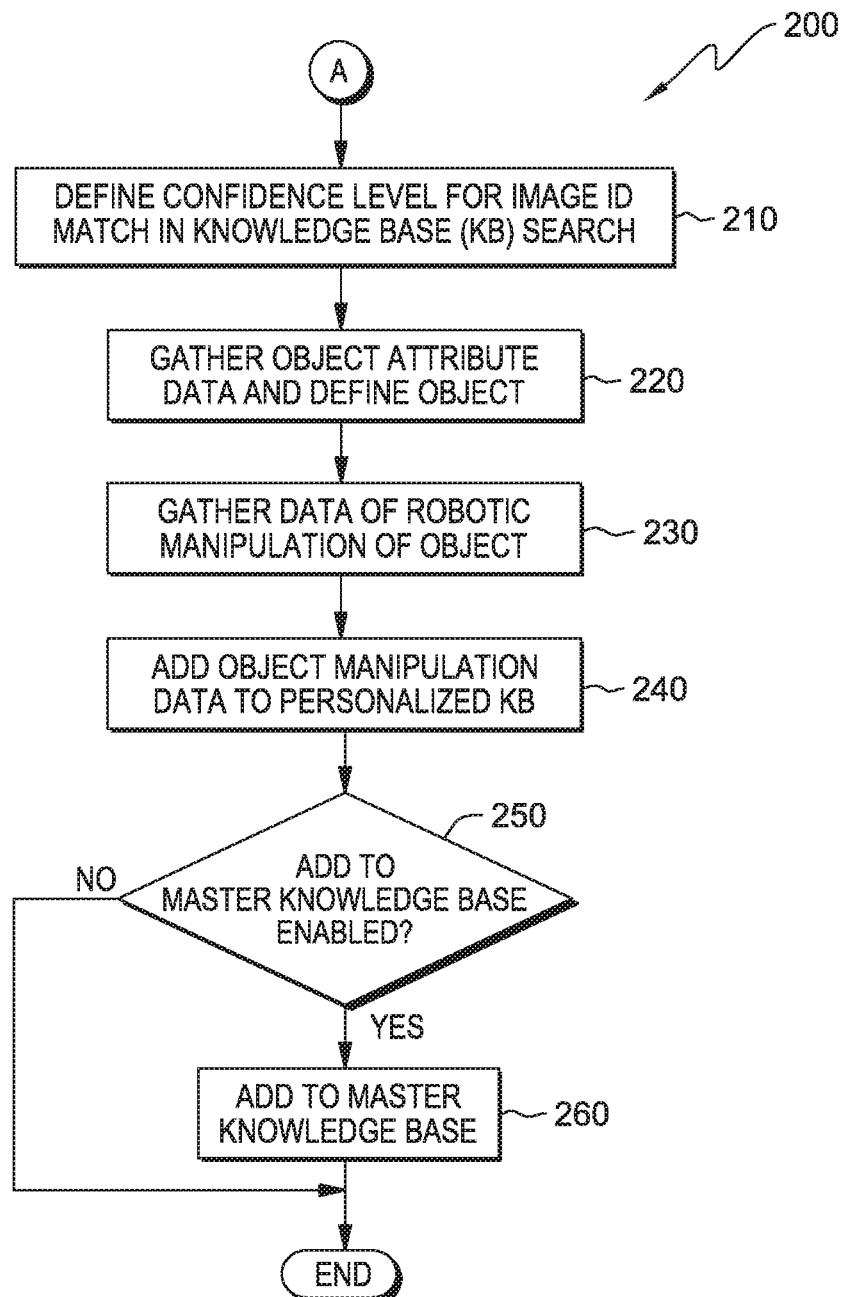 200
A
DEFINE CONFIDENCE LEVEL FOR IMAGE ID
MATCH IN KNOWLEDGE BASE (KB) SEARCH
210
GATHER OBJECT ATTRIBUTE
DATA AND DEFINE OBJECT
220
GATHER DATA OF ROBOTIC
MANIPULATION OF OBJECT
230
ADD OBJECT MANIPULATION
DATA TO PERSONALIZED KB
240
250
ADD TO
MASTER KNOWLEDGE BASE
ENABLED?
NO
YES
ADD TO MASTER
KNOWLEDGE BASE
260
END